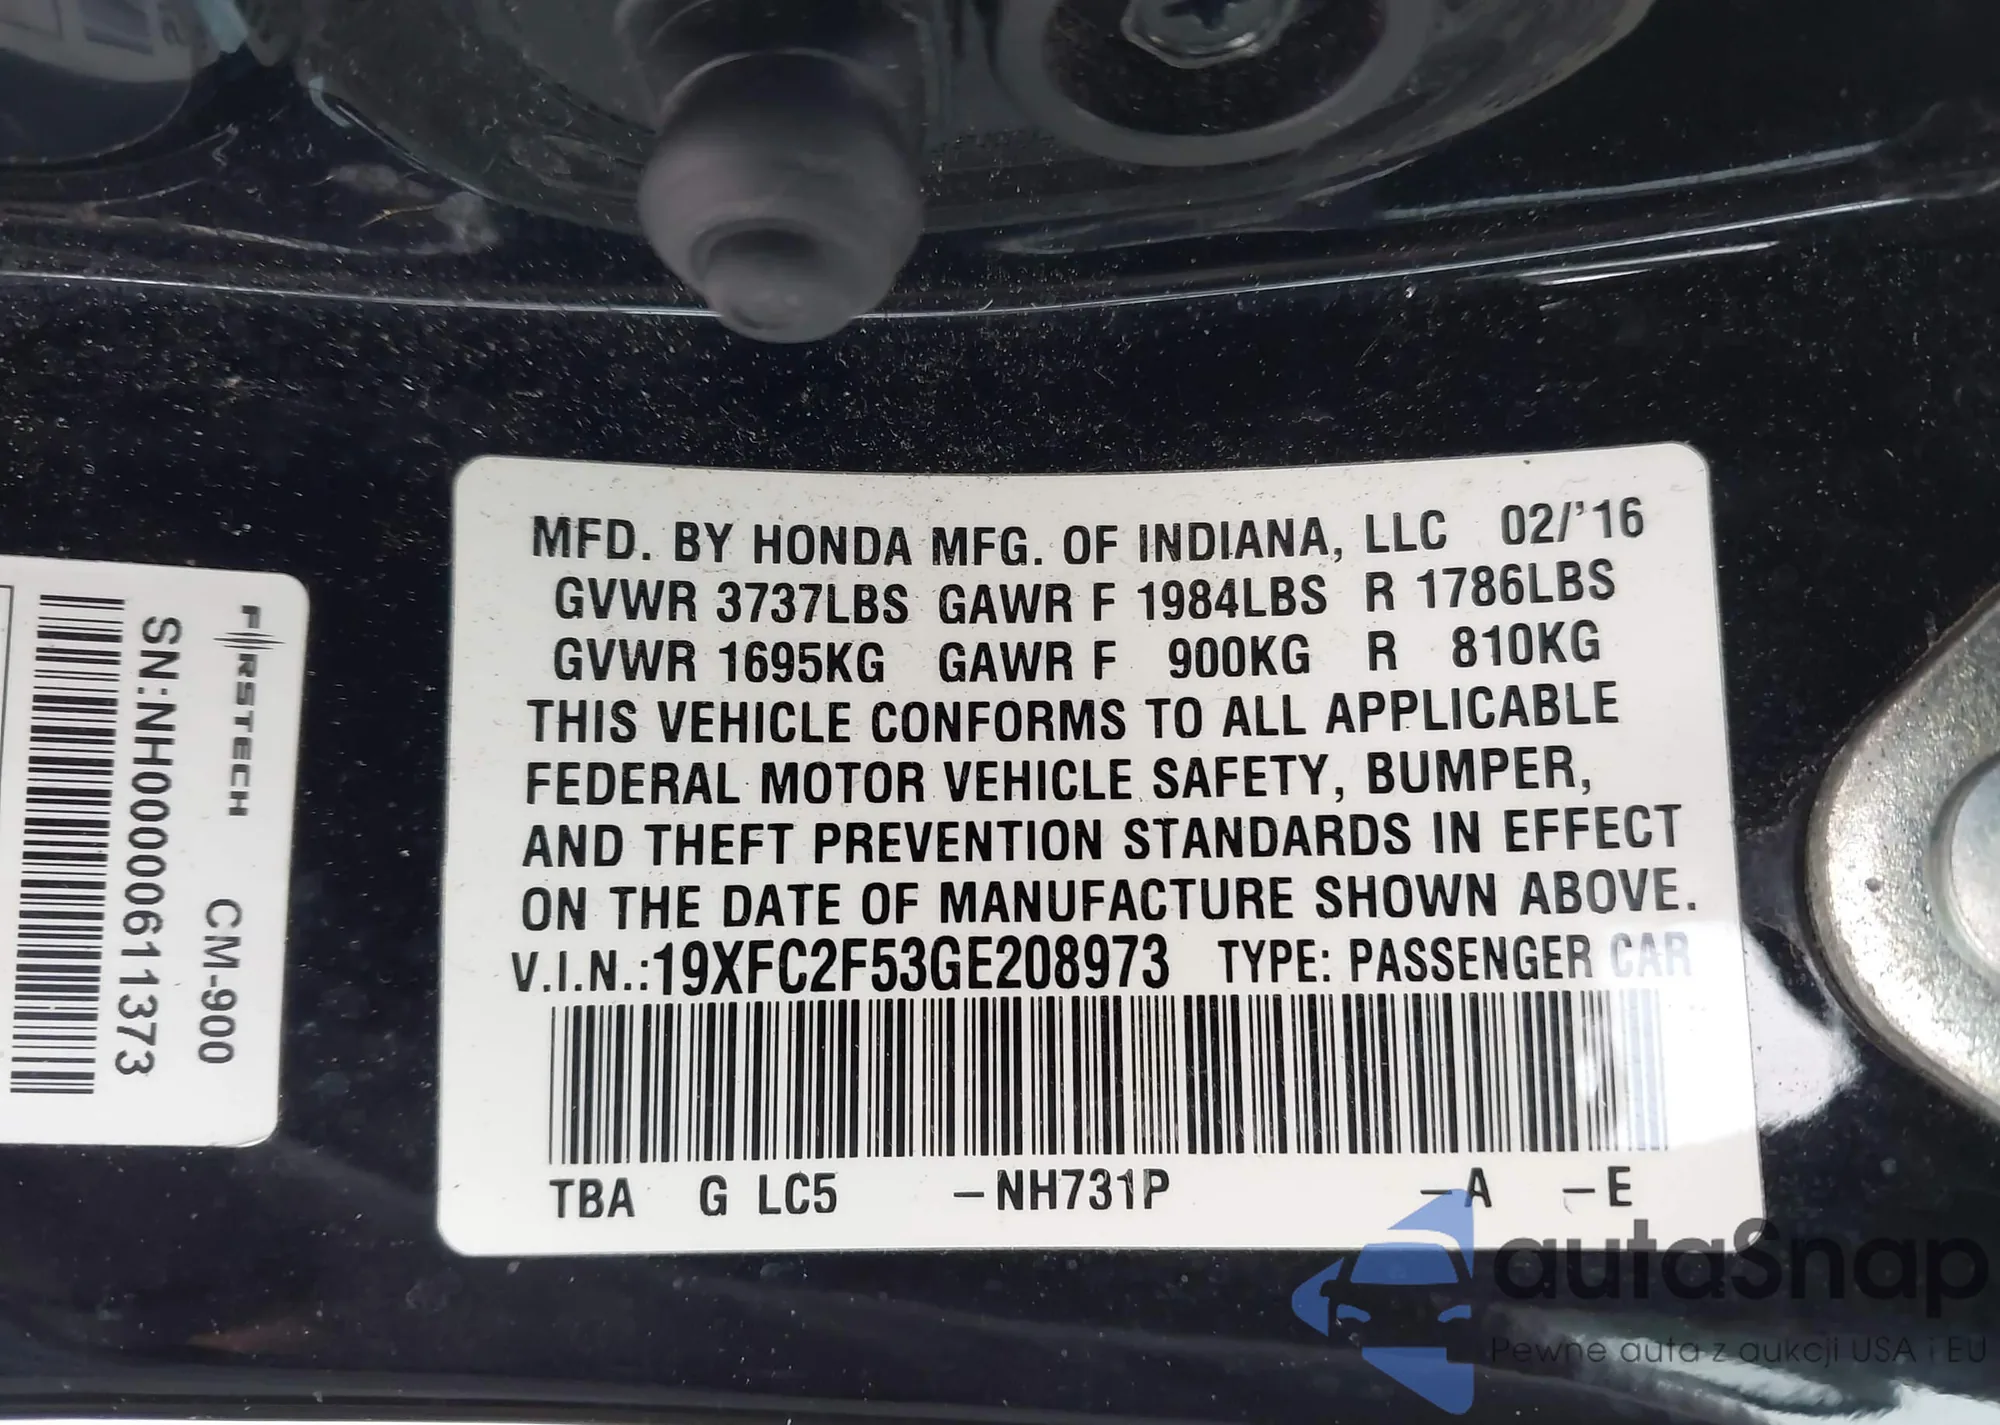 MFD. BY HONDA MFG. OF INDIANA, LLC 02/'16
GVWR 3737LBS GAWR F 1984LBS R 1786LBS
GVWR 1695KG GAWR F 900KG R 810KG
THIS VEHICLE CONFORMS TO ALL APPLICABLE
FEDERAL MOTOR VEHICLE SAFETY, BUMPER,
AND THEFT PREVENTION STANDARDS IN EFFECT
ON THE DATE OF MANUFACTURE SHOWN ABOVE.
V.I.N.:19XFC2F53GE208973 TYPE: PASSENGER CAR
TBA G LC5 –NH731P –A –E
FIRSTECH CM-900
SN:NH00000611373
autaSnap
Pewne auta z aukcji USA i EU